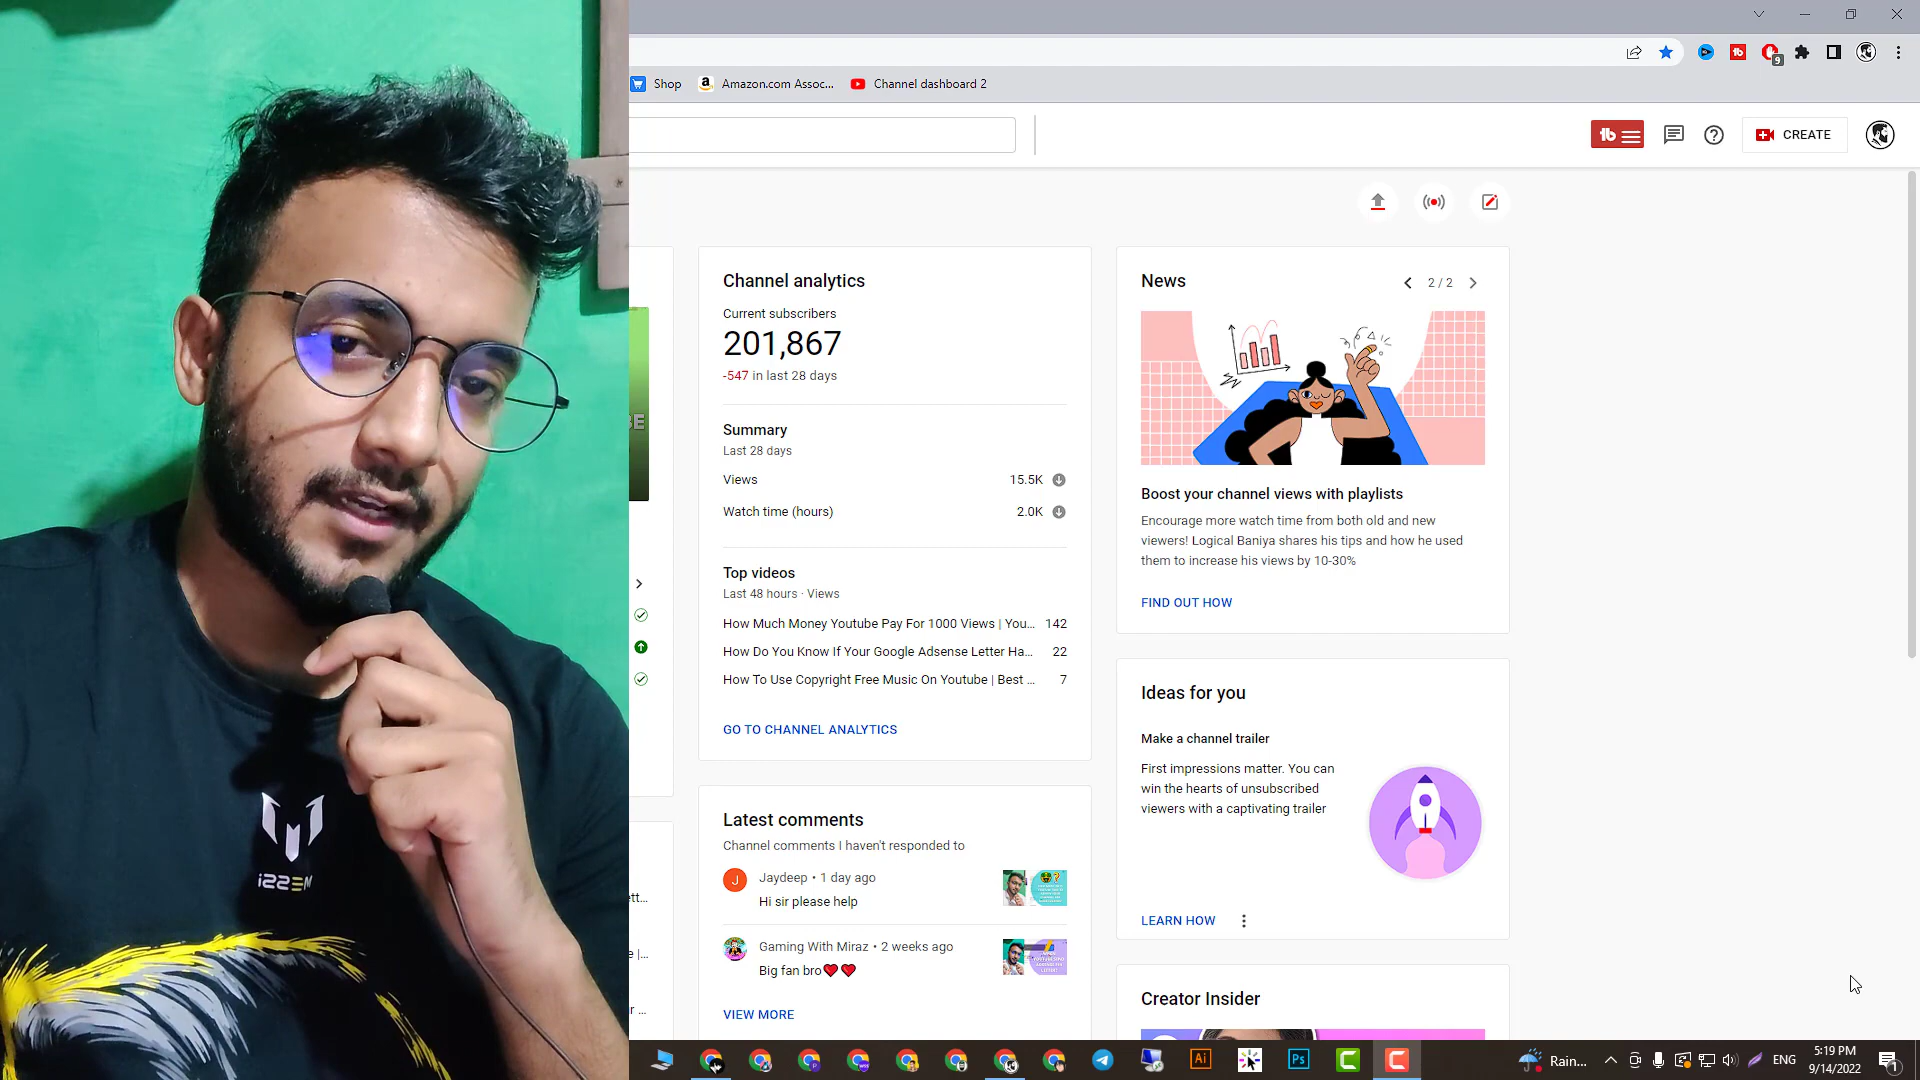 Shop
Amazon.com Assoc...
Channel dashboard 2
9
CREATE
Channel analytics
Current subscribers
201,867
-547 in last 28 days
Summary
Last 28 days
Views 15.5K
Watch time (hours) 2.0K
Top videos
Last 48 hours · Views
How Much Money Youtube Pay For 1000 Views | You... 142
How Do You Know If Your Google Adsense Letter Ha... 22
How To Use Copyright Free Music On Youtube | Best ... 7
GO TO CHANNEL ANALYTICS
Latest comments
Channel comments I haven't responded to
J
Jaydeep • 1 day ago
Hi sir please help
Gaming With Miraz • 2 weeks ago
Big fan bro❤❤
VIEW MORE
News
2 / 2
Boost your channel views with playlists
Encourage more watch time from both old and new
viewers! Logical Baniya shares his tips and how he used
them to increase his views by 10-30%
FIND OUT HOW
Ideas for you
Make a channel trailer
First impressions matter. You can
win the hearts of unsubscribed
viewers with a captivating trailer
LEARN HOW
Creator Insider
MESSI
Ai
Ps
Rain...
ENG
5:19 PM
9/14/2022
1